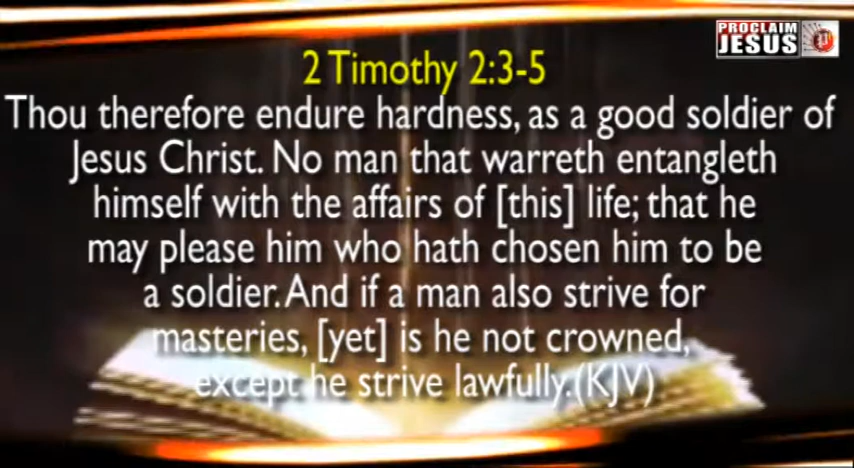 PROCLAIM
JESUS
2 Timothy 2:3-5
Thou therefore endure hardness, as a good soldier of
Jesus Christ. No man that warreth entangleth
himself with the affairs of [this] life; that he
may please him who hath chosen him to be
a soldier. And if a man also strive for
masteries, [yet] is he not crowned,
except he strive lawfully.(KJV)